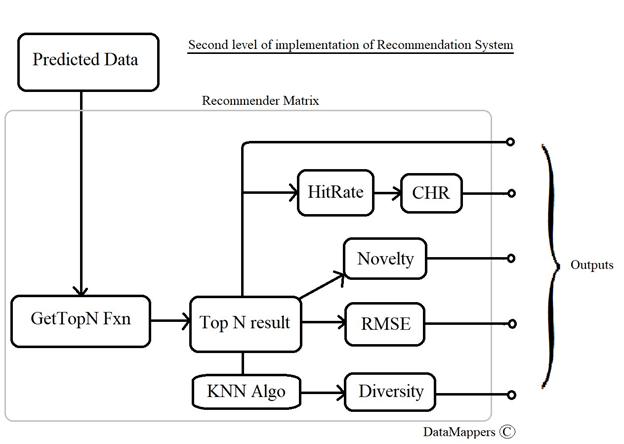 Second level of implementation of Recommendation System
Predicted Data
Recommender Matrix
HitRate
CHR
Novelty
Outputs
GetTopN Fxn
Top N result
RMSE
KNN Algo
Diversity
DataMappers ©